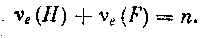 ν_e (H) + ν_e (F) = n.